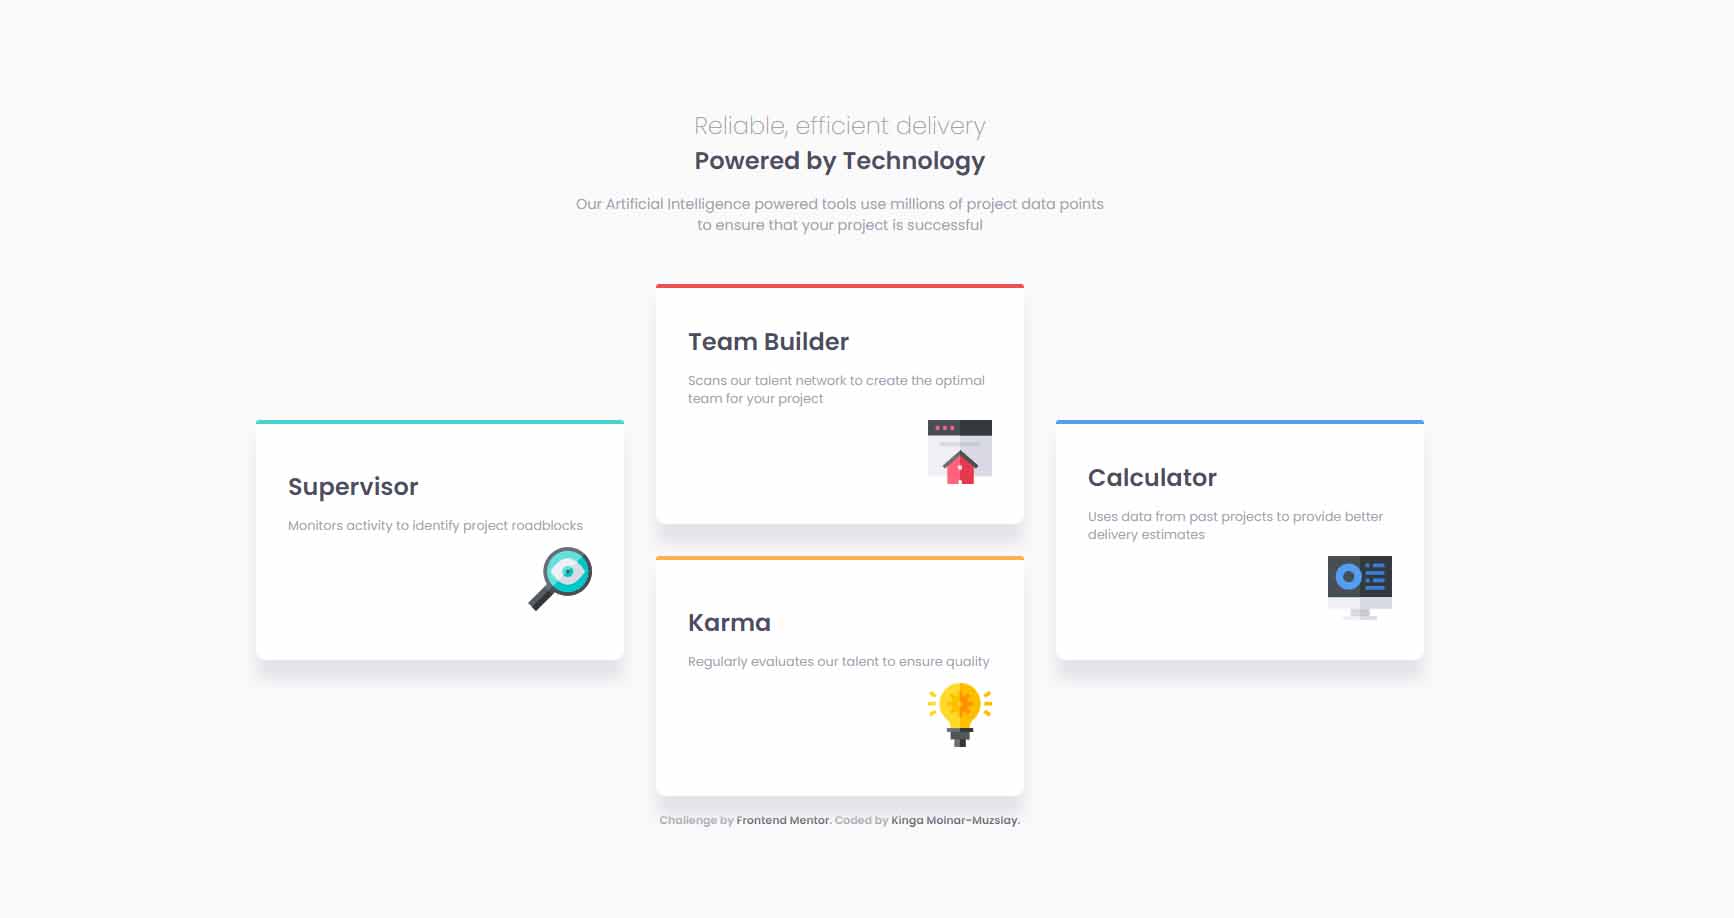 Reliable, efficient delivery
Powered by Technology
Our Artificial Intelligence powered tools use millions of project data points
to ensure that your project is successful
Team Builder
Scans our talent network to create the optimal
team for your project
Supervisor
Monitors activity to identify project roadblocks
Calculator
Uses data from past projects to provide better
delivery estimates
Karma
Regularly evaluates our talent to ensure quality
Challenge by Frontend Mentor. Coded by Kinga Molnar-Muzslay.